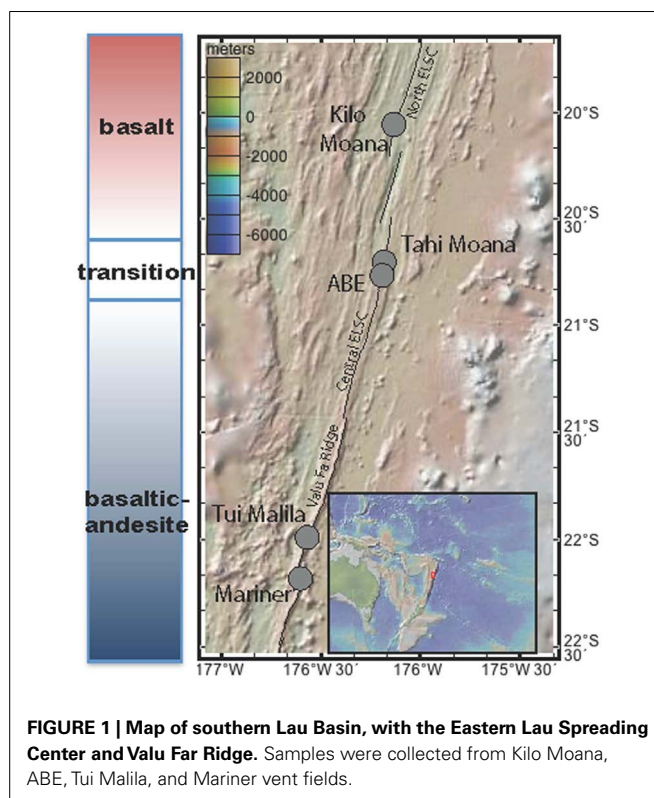 basalt
transition
basaltic-
andesite
meters
2000
0
-2000
-4000
-6000
North ELSC
Kilo
Moana
Tahi Moana
ABE
Central ELSC
Valu Fa Ridge
Tui Malila
Mariner
20°S
20°S
30'
21°S
21°S
30'
22°S
22°S
30'
177°W
176°W 30'
176°W
175°W 30'
FIGURE 1 | Map of southern Lau Basin, with the Eastern Lau Spreading
Center and Valu Far Ridge. Samples were collected from Kilo Moana,
ABE, Tui Malila, and Mariner vent fields.